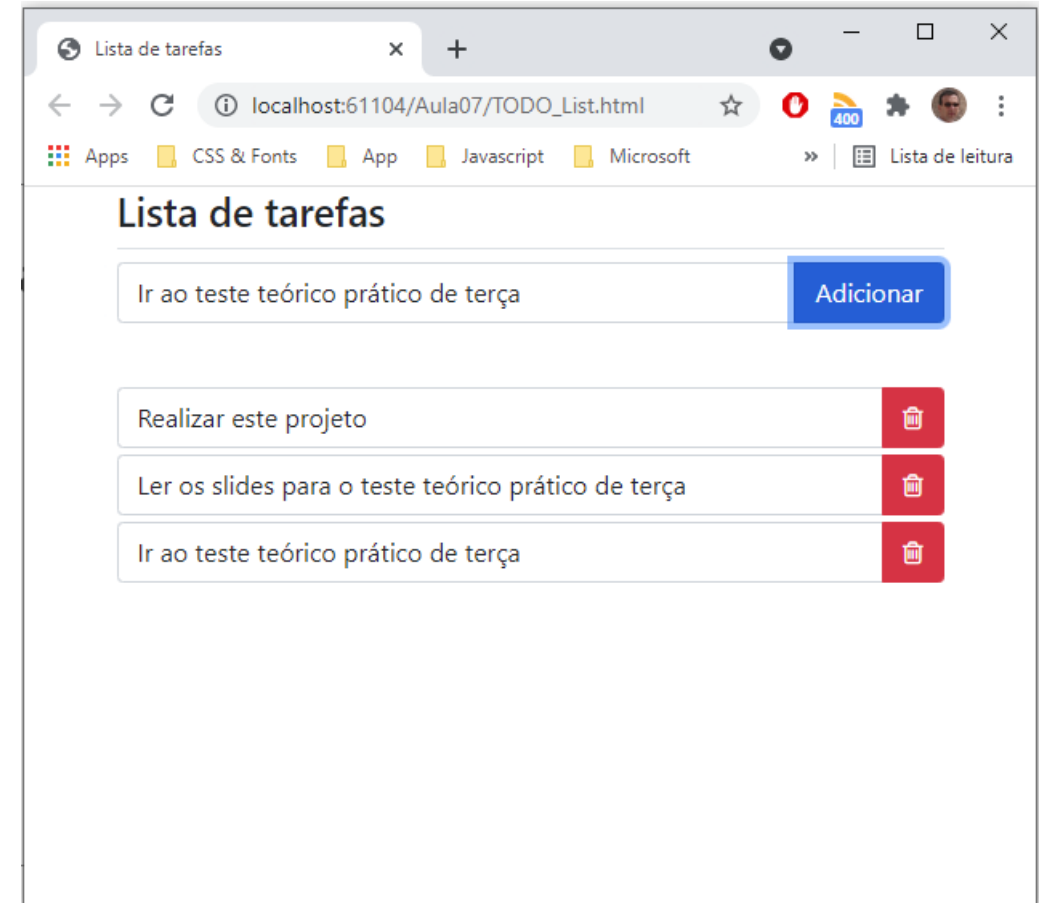 Lista de tarefas
localhost:61104/Aula07/TODO_List.html
400
Apps CSS & Fonts App Javascript Microsoft » Lista de leitura
Lista de tarefas
Ir ao teste teórico prático de terça Adicionar
Realizar este projeto
Ler os slides para o teste teórico prático de terça
Ir ao teste teórico prático de terça